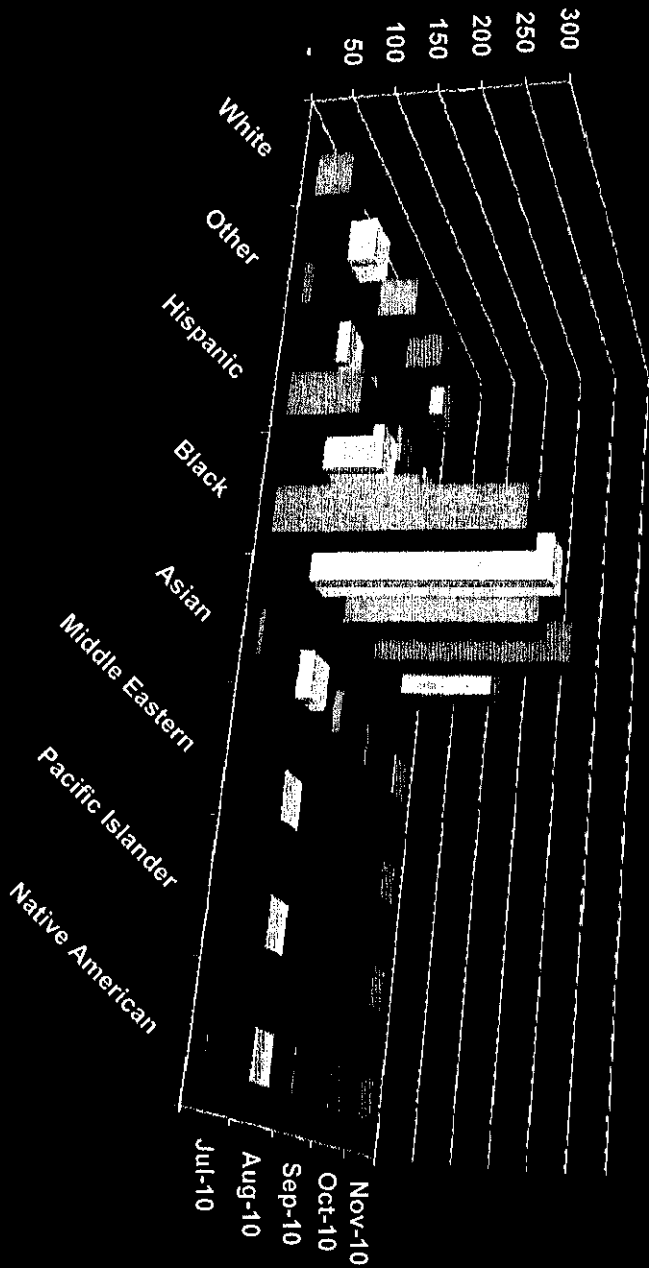 300
250
200
150
100
50
-
White
Other
Hispanic
Black
Asian
Middle Eastern
Pacific Islander
Native American
Jul-10
Aug-10
Sep-10
Oct-10
Nov-10